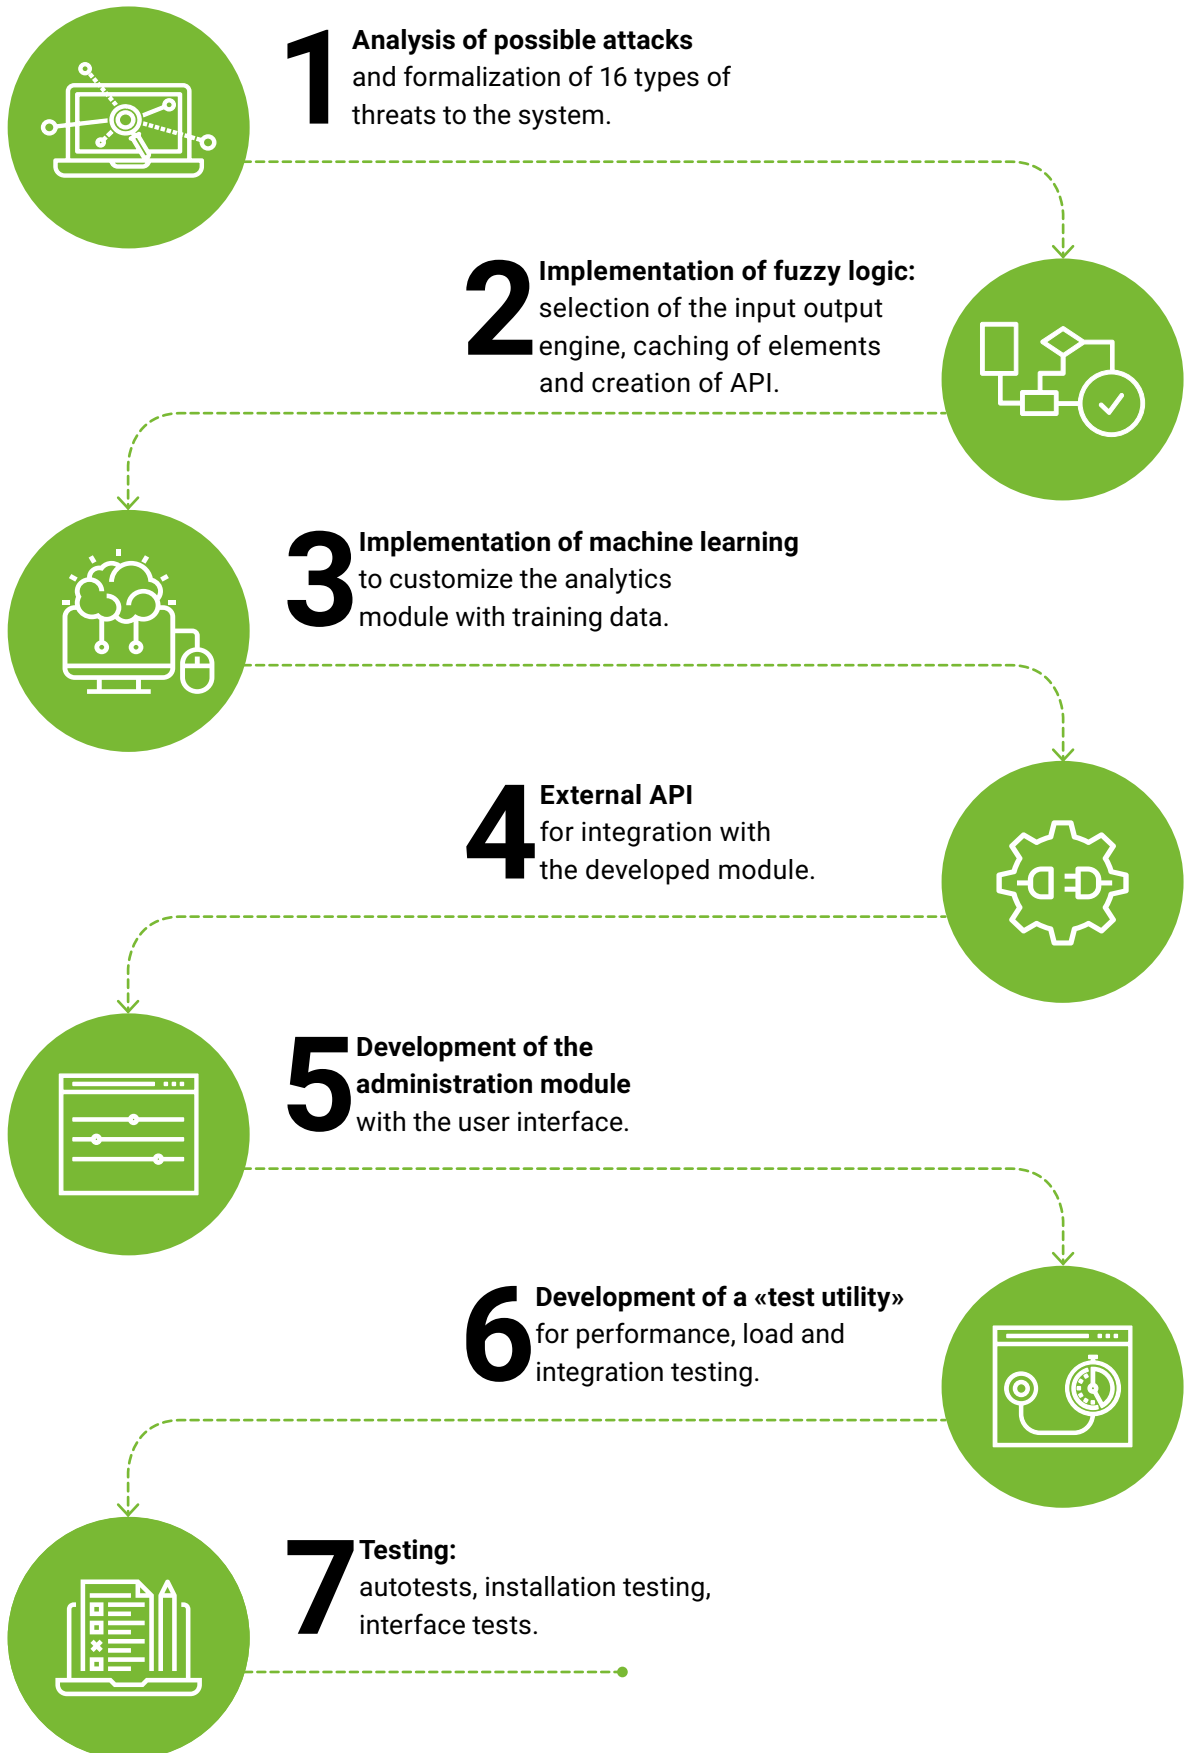 1
Analysis of possible attacks
and formalization of 16 types of
threats to the system.
2
Implementation of fuzzy logic:
selection of the input output
engine, caching of elements
and creation of API.
3
Implementation of machine learning
to customize the analytics
module with training data.
4
External API
for integration with
the developed module.
5
Development of the
administration module
with the user interface.
6
Development of a «test utility»
for performance, load and
integration testing.
7
Testing:
autotests, installation testing,
interface tests.